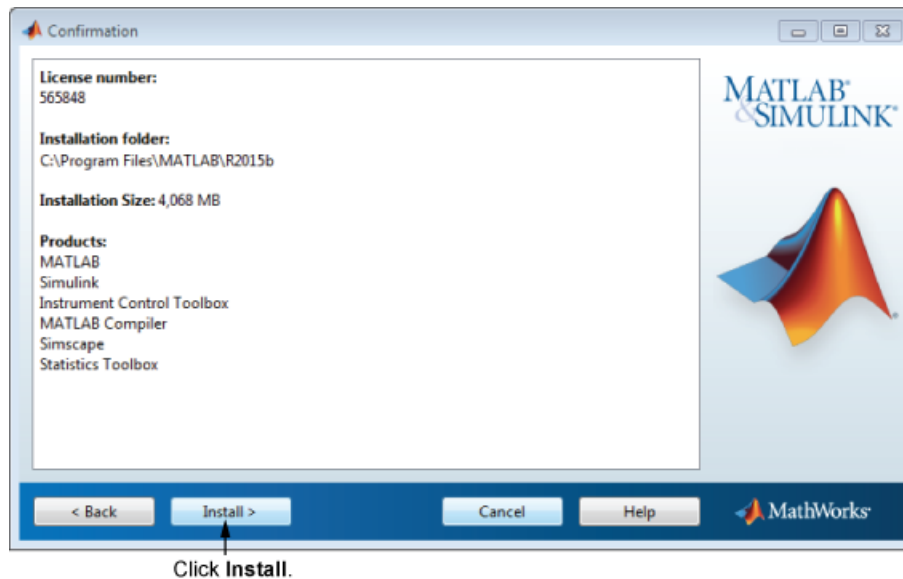 Confirmation
License number:
565848
Installation folder:
C:\Program Files\MATLAB\R2015b
Installation Size: 4,068 MB
Products:
MATLAB
Simulink
Instrument Control Toolbox
MATLAB Compiler
Simscape
Statistics Toolbox
MATLAB®
&SIMULINK®
®
< Back
Install >
Cancel
Help
MathWorks®
Click Install.